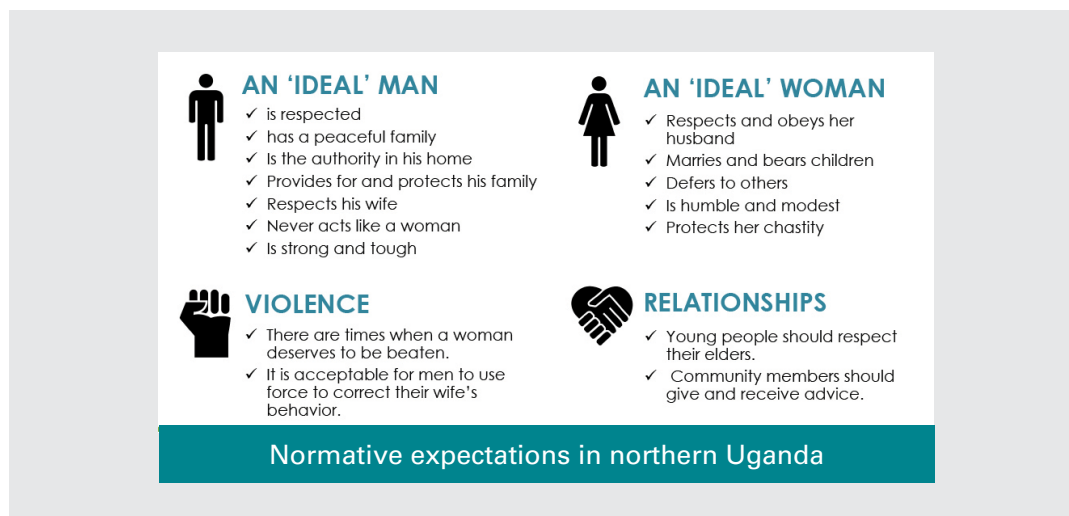 AN ‘IDEAL’ MAN
✓ is respected
✓ has a peaceful family
✓ Is the authority in his home
✓ Provides for and protects his family
✓ Respects his wife
✓ Never acts like a woman
✓ Is strong and tough
AN ‘IDEAL’ WOMAN
✓ Respects and obeys her
husband
✓ Marries and bears children
✓ Defers to others
✓ Is humble and modest
✓ Protects her chastity
VIOLENCE
✓ There are times when a woman
deserves to be beaten.
✓ It is acceptable for men to use
force to correct their wife’s
behavior.
RELATIONSHIPS
✓ Young people should respect
their elders.
✓ Community members should
give and receive advice.
Normative expectations in northern Uganda